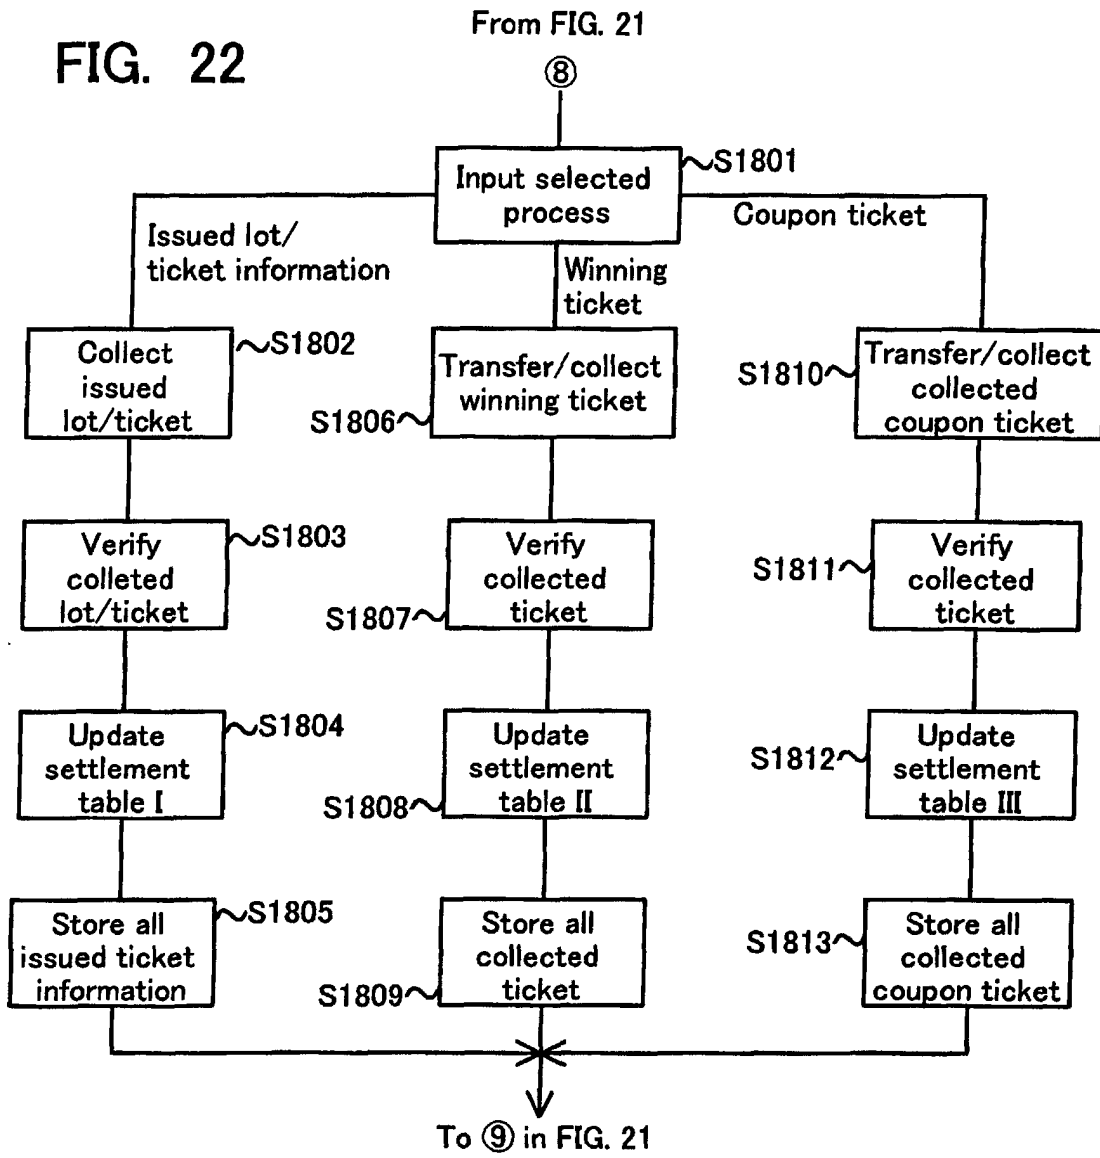 From FIG. 21
FIG. 22
⑧
Input selected
process
S1801
Issued lot/
ticket information
Winning
ticket
Coupon ticket
Collect
issued
lot/ticket
S1802
Transfer/collect
winning ticket
S1806
Transfer/collect
collected
coupon ticket
S1810
Verify
colleted
lot/ticket
S1803
Verify
collected
ticket
S1807
Verify
collected
ticket
S1811
Update
settlement
table I
S1804
Update
settlement
table II
S1808
Update
settlement
table III
S1812
Store all
issued ticket
information
S1805
Store all
collected
ticket
S1809
Store all
collected
coupon ticket
S1813
To ⑨ in FIG. 21